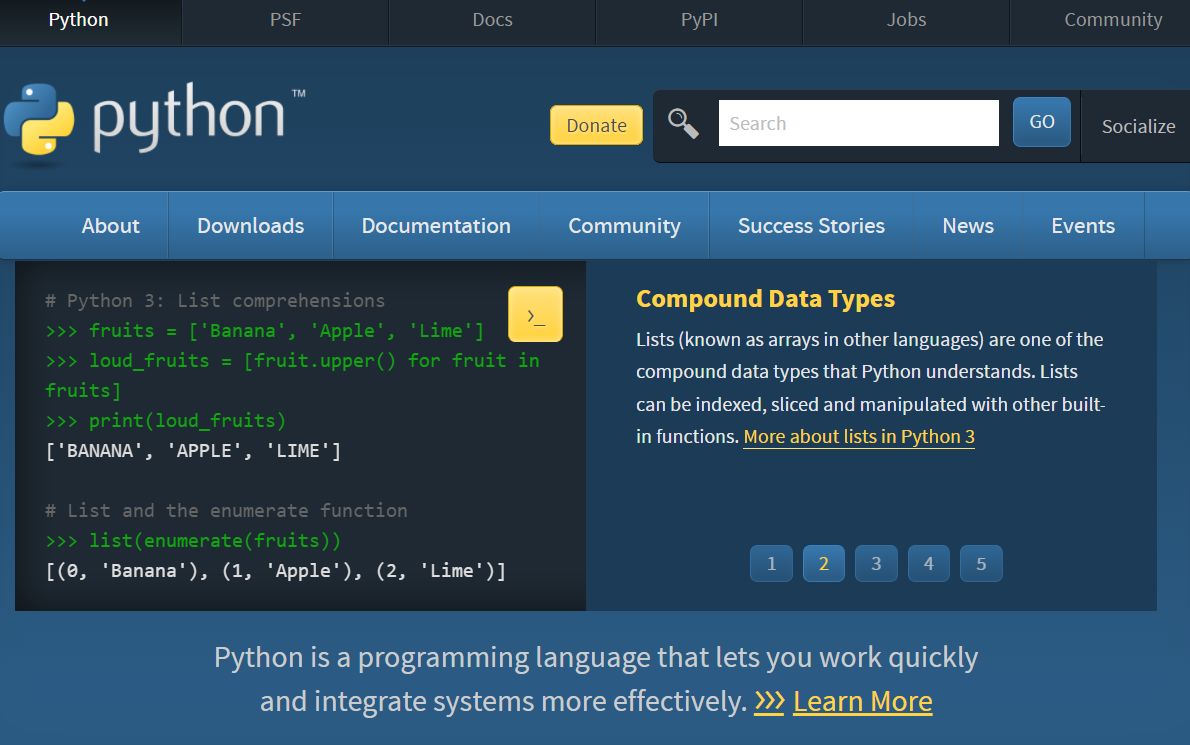 Python PSF Docs PyPI Jobs Community
python™
Donate Search GO Socialize
About Downloads Documentation Community Success Stories News Events
# Python 3: List comprehensions
>>> fruits = ['Banana', 'Apple', 'Lime']
>>> loud_fruits = [fruit.upper() for fruit in
fruits]
>>> print(loud_fruits)
['BANANA', 'APPLE', 'LIME']
# List and the enumerate function
>>> list(enumerate(fruits))
[(0, 'Banana'), (1, 'Apple'), (2, 'Lime')]
>_
Compound Data Types
Lists (known as arrays in other languages) are one of the
compound data types that Python understands. Lists
can be indexed, sliced and manipulated with other built-
in functions. More about lists in Python 3
1 2 3 4 5
Python is a programming language that lets you work quickly
and integrate systems more effectively. >>> Learn More